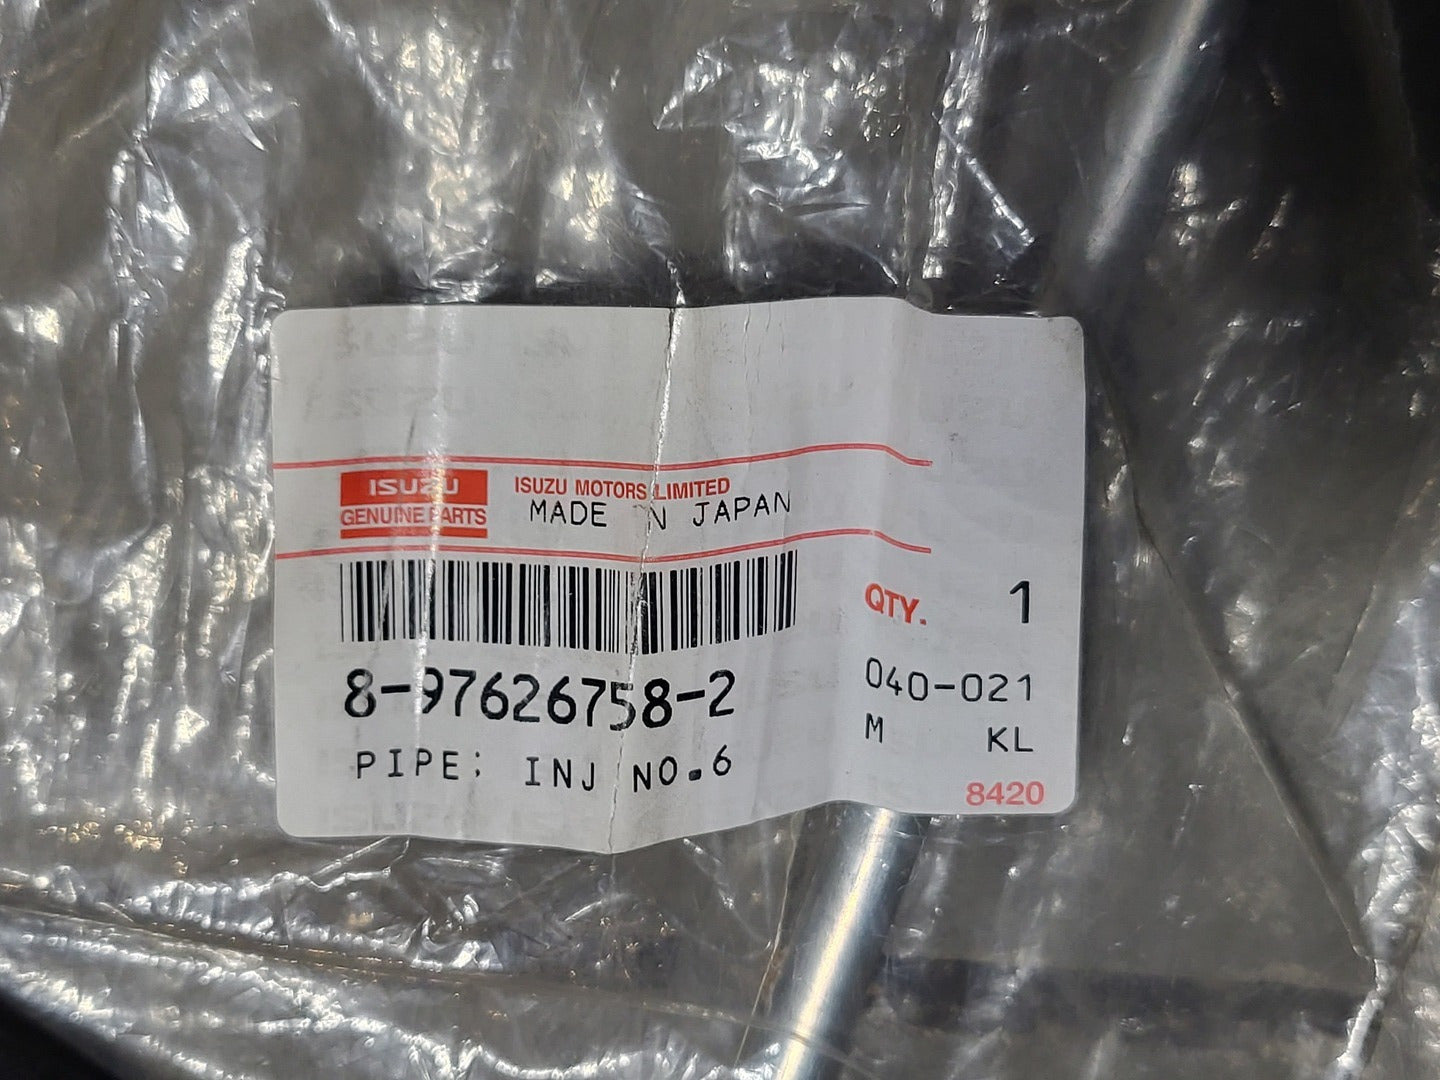 ISUZU
GENUINE PARTS
ISUZU MOTORS LIMITED
MADE IN JAPAN
QTY. 1
8-97626758-2
040-021
PIPE; INJ NO.6
M KL
8420